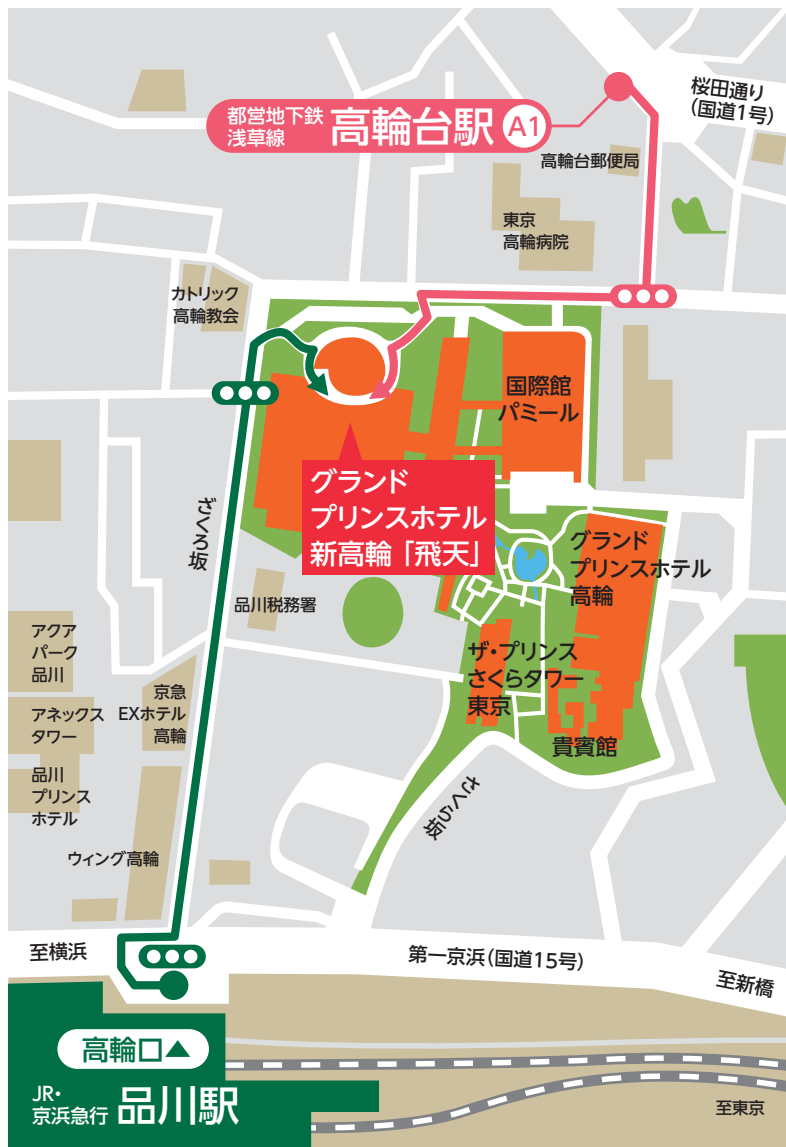 桜田通り
(国道1号)
都営地下鉄
浅草線
高輪台駅 A1
高輪台郵便局
東京
高輪病院
カトリック
高輪教会
国際館
パミール
グランド
プリンスホテル
新高輪「飛天」
ざくろ坂
グランド
プリンスホテル
高輪
品川税務署
アクア
パーク
品川
ザ・プリンス
さくらタワー
東京
京急
EXホテル
高輪
アネックス
タワー
貴賓館
品川
プリンス
ホテル
さくら坂
ウィング高輪
至横浜
第一京浜(国道15号)
至新橋
高輪口▲
JR・
京浜急行
品川駅
至東京